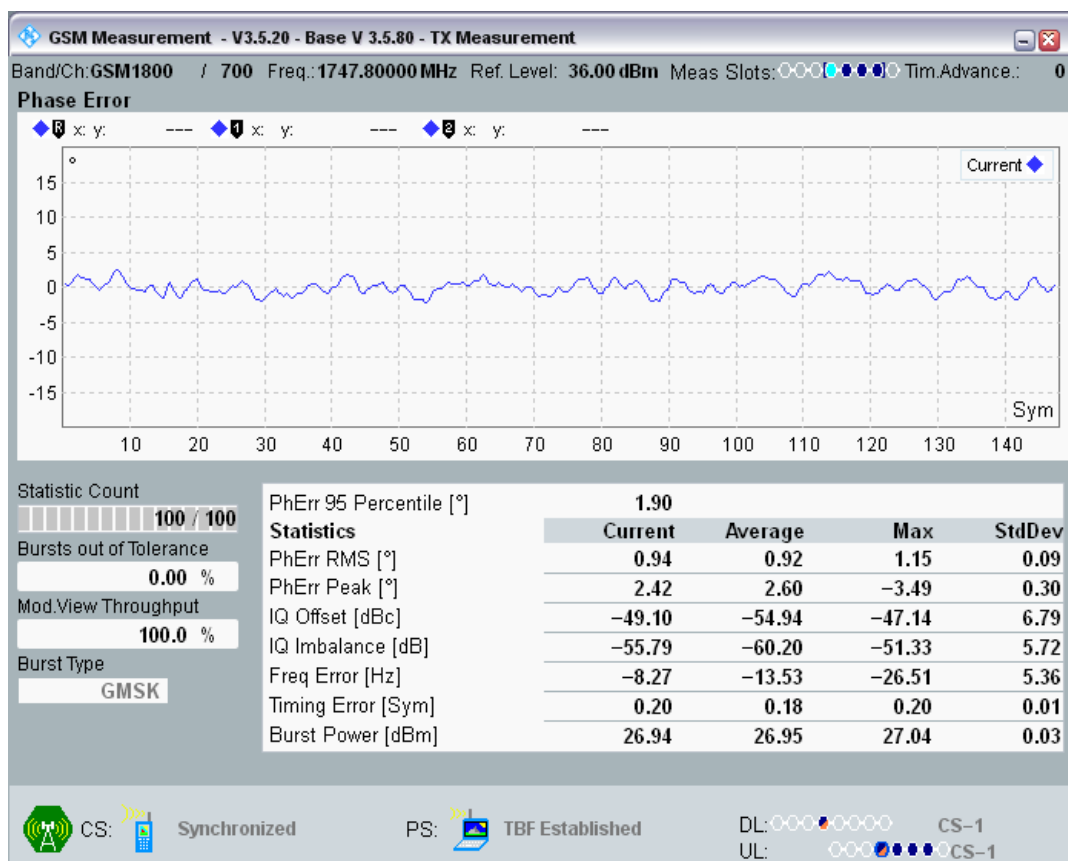 GSM Measurement - V3.5.20 - Base V 3.5.80 - TX Measurement
Band/Ch:GSM1800 / 700 Freq.:1747.80000 MHz Ref. Level: 36.00 dBm Meas Slots: Tim.Advance.: 0
Phase Error
R x: y: --- 1 x: y: --- 2 x: y: ---
°
Current
15
10
5
0
-5
-10
-15
Sym
10 20 30 40 50 60 70 80 90 100 110 120 130 140
Statistic Count
100 / 100
Bursts out of Tolerance
0.00 %
Mod.View Throughput
100.0 %
Burst Type
GMSK
PhErr 95 Percentile [°] 1.90
Statistics Current Average Max StdDev
PhErr RMS [°] 0.94 0.92 1.15 0.09
PhErr Peak [°] 2.42 2.60 −3.49 0.30
IQ Offset [dBc] −49.10 −54.94 −47.14 6.79
IQ Imbalance [dB] −55.79 −60.20 −51.33 5.72
Freq Error [Hz] −8.27 −13.53 −26.51 5.36
Timing Error [Sym] 0.20 0.18 0.20 0.01
Burst Power [dBm] 26.94 26.95 27.04 0.03
CS: Synchronized PS: TBF Established DL: CS−1
UL: CS−1